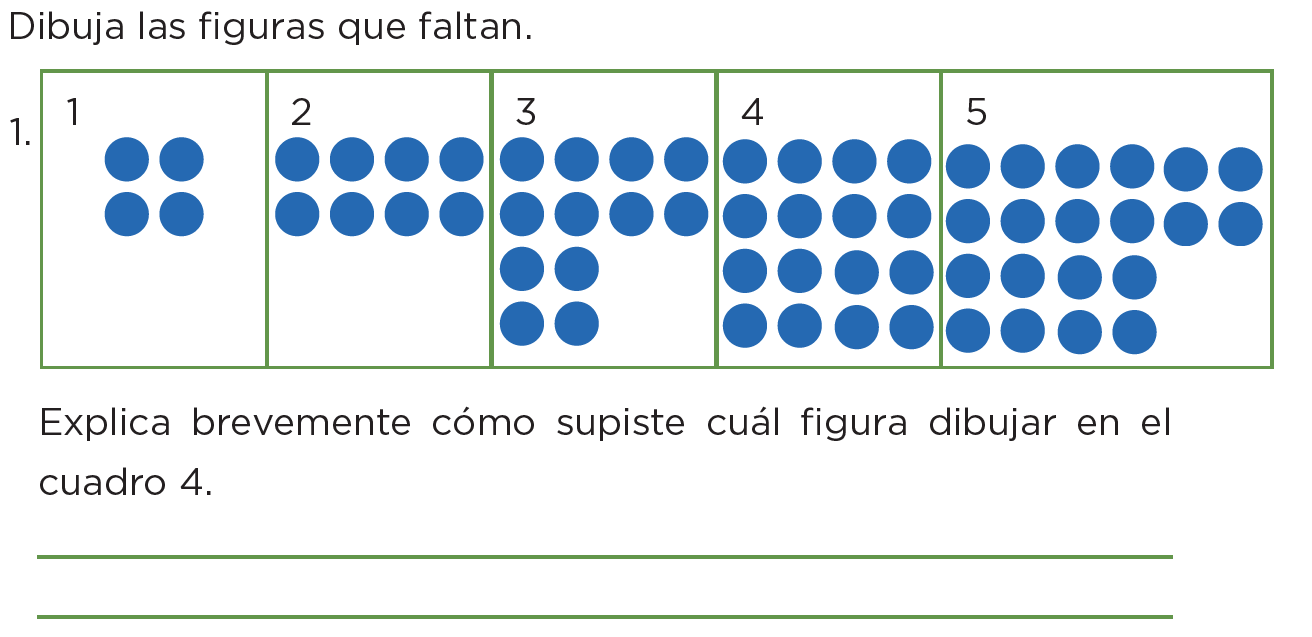 Dibuja las figuras que faltan.
1.
1 2 3 4 5
Explica brevemente cómo supiste cuál figura dibujar en el
cuadro 4.